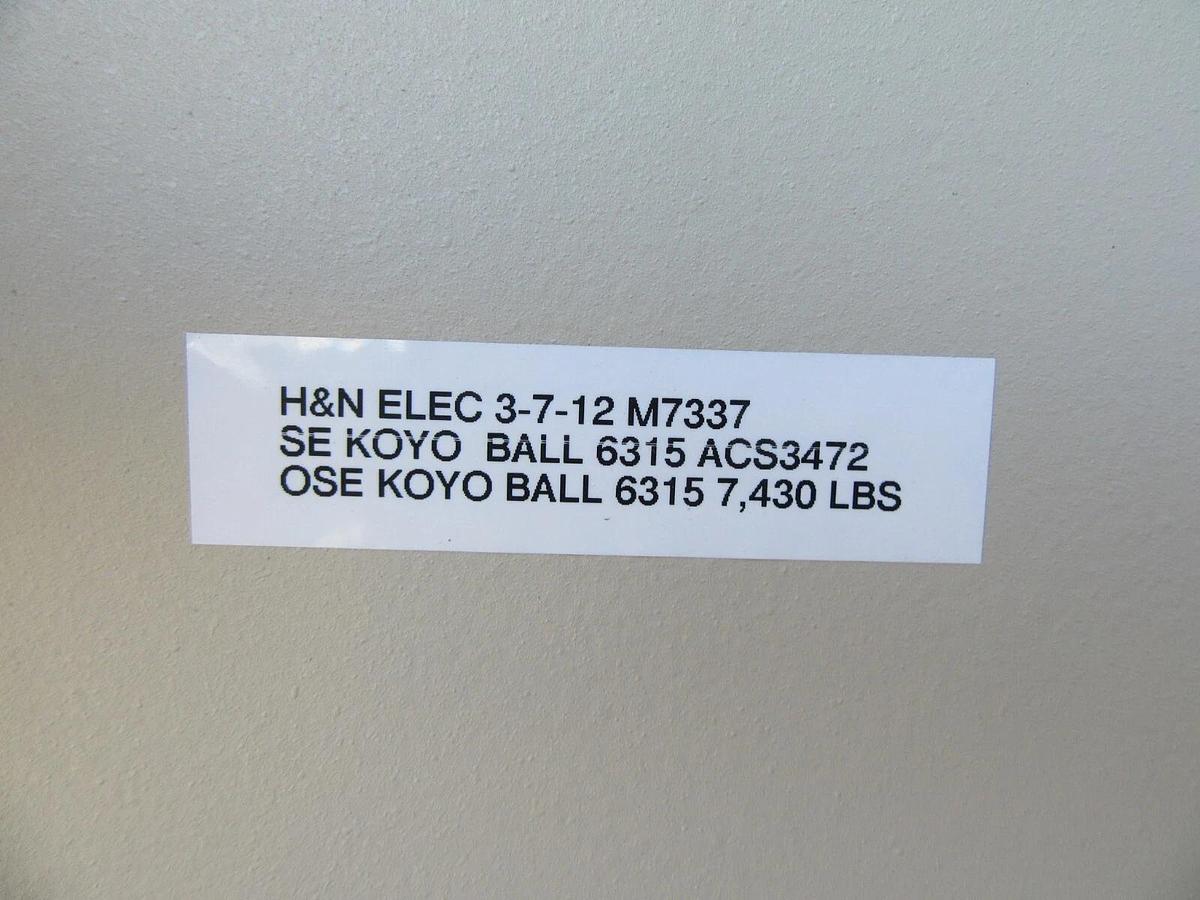 H&N ELEC 3-7-12 M7337
SE KOYO BALL 6315 ACS3472
OSE KOYO BALL 6315 7,430 LBS